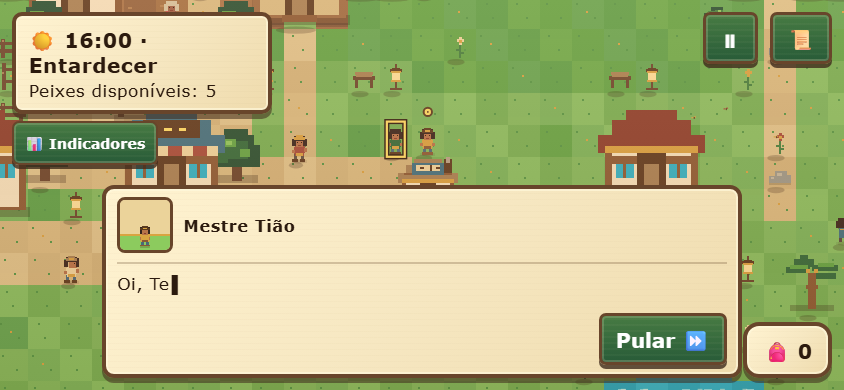 16:00 ·
Entardecer
Peixes disponíveis: 5
Indicadores
Mestre Tião
Oi, Te
Pular
0